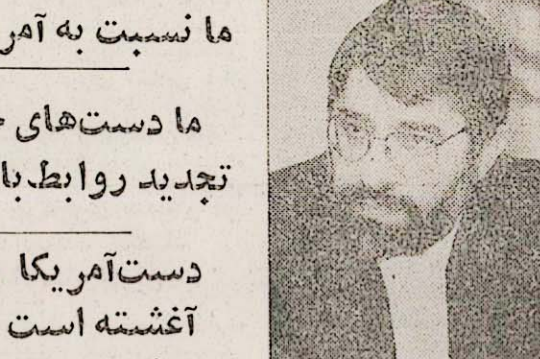 ما نسبت به آمر
ما دست‌های
تجدید روابط با
دست آمریکا
آغشته است